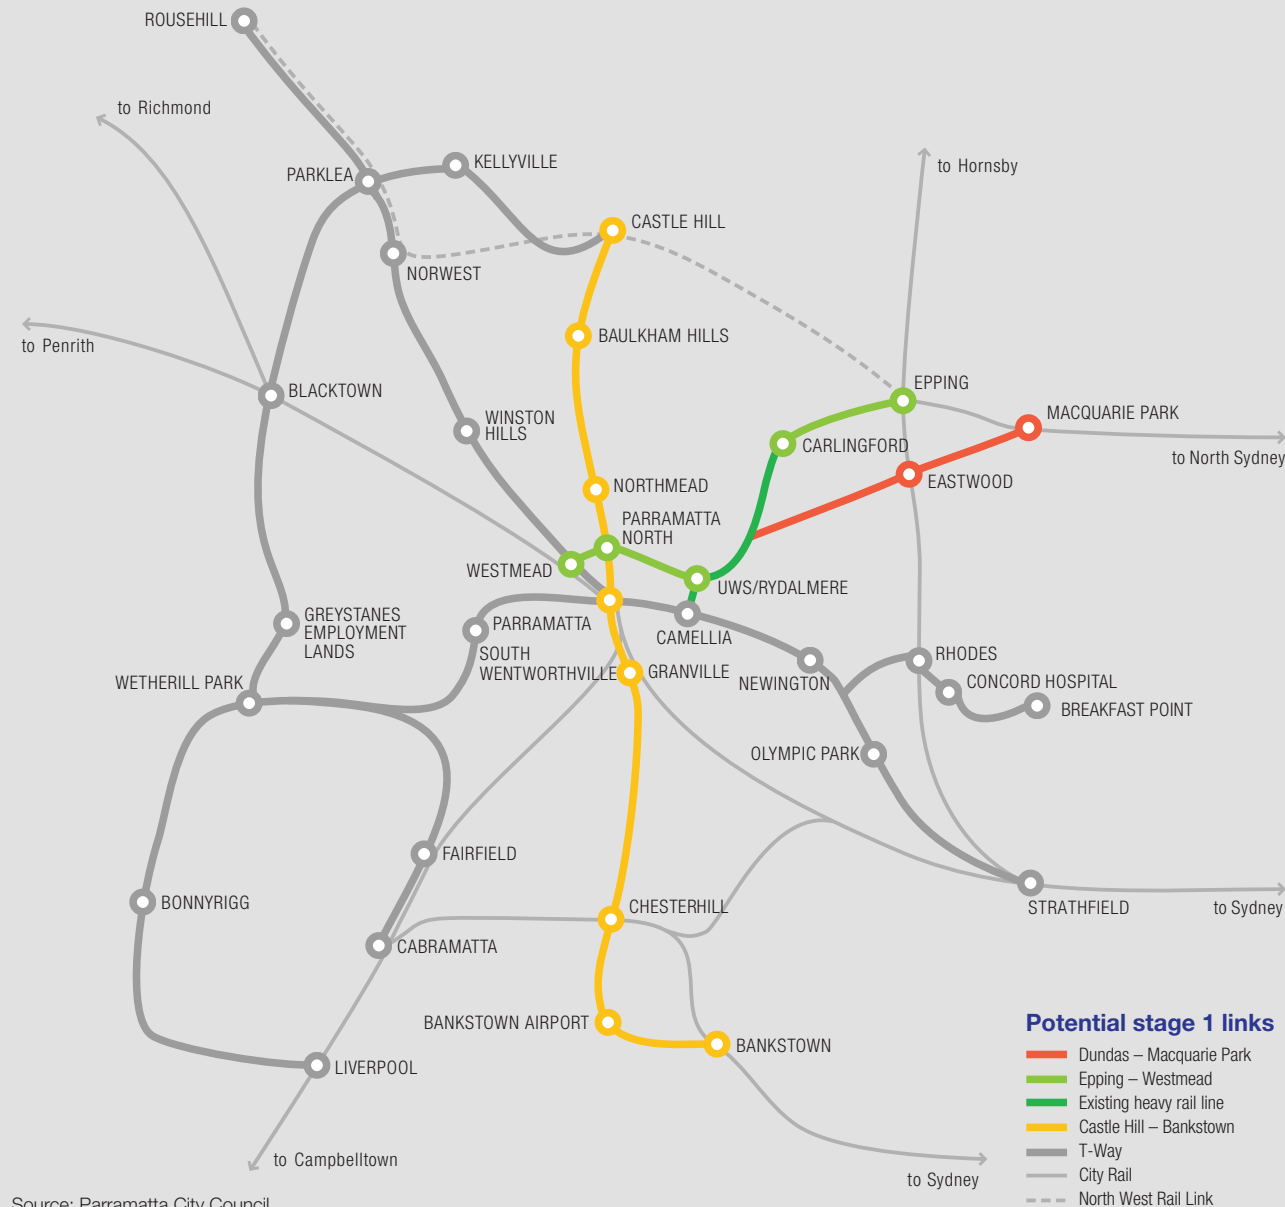 ROUSEHILL
to Richmond
KELLYVILLE
to Hornsby
PARKLEA
CASTLE HILL
NORWEST
BAULKHAM HILLS
to Penrith
EPPING
BLACKTOWN
MACQUARIE PARK
WINSTON
HILLS
CARLINGFORD
to North Sydney
EASTWOOD
NORTHMEAD
PARRAMATTA
NORTH
WESTMEAD
UWS/RYDALMERE
GREYSTANES
EMPLOYMENT
LANDS
PARRAMATTA
CAMELLIA
SOUTH
WENTWORTHVILLE
GRANVILLE
RHODES
WETHERILL PARK
NEWINGTON
CONCORD HOSPITAL
BREAKFAST POINT
OLYMPIC PARK
FAIRFIELD
BONNYRIGG
CHESTERHILL
STRATHFIELD
to Sydney
CABRAMATTA
BANKSTOWN AIRPORT
BANKSTOWN
LIVERPOOL
to Campbelltown
to Sydney
Potential stage 1 links
Dundas – Macquarie Park
Epping – Westmead
Existing heavy rail line
Castle Hill – Bankstown
T-Way
City Rail
North West Rail Link
Source: Parramatta City Council